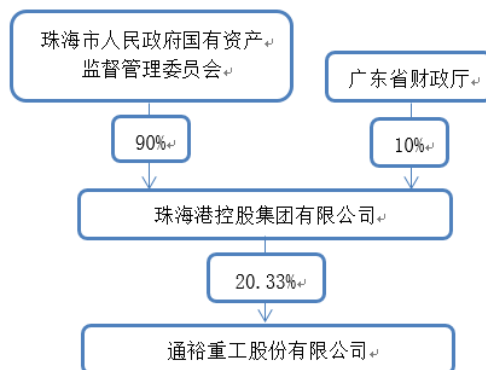 珠海市人民政府国有资产
监督管理委员会
广东省财政厅
90%
10%
珠海港控股集团有限公司
20.33%
通裕重工股份有限公司